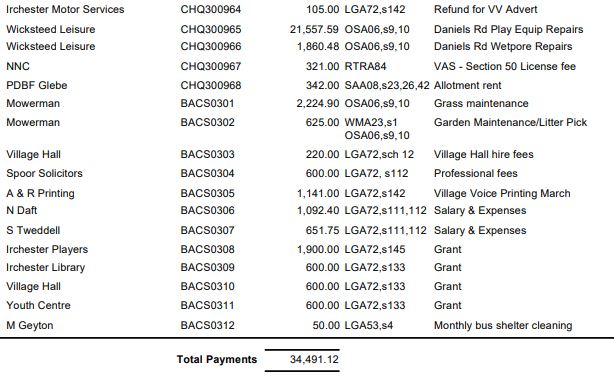 Irchester Motor Services CHQ300964 105.00 LGA72,s142 Refund for VV Advert
Wicksteed Leisure CHQ300965 21,557.59 OSA06,s9,10 Daniels Rd Play Equip Repairs
Wicksteed Leisure CHQ300966 1,860.48 OSA06,s9,10 Daniels Rd Wetpore Repairs
NNC CHQ300967 321.00 RTRA84 VAS - Section 50 License fee
PDBF Glebe CHQ300968 342.00 SAA08,s23,26,42 Allotment rent
Mowerman BACS0301 2,224.90 OSA06,s9,10 Grass maintenance
Mowerman BACS0302 625.00 WMA23,s1 Garden Maintenance/Litter Pick
OSA06,s9,10
Village Hall BACS0303 220.00 LGA72,sch 12 Village Hall hire fees
Spoor Solicitors BACS0304 600.00 LGA72, s112 Professional fees
A & R Printing BACS0305 1,141.00 LGA72,s142 Village Voice Printing March
N Daft BACS0306 1,092.40 LGA72,s111,112 Salary & Expenses
S Tweddell BACS0307 651.75 LGA72,s111,112 Salary & Expenses
Irchester Players BACS0308 1,900.00 LGA72,s145 Grant
Irchester Library BACS0309 600.00 LGA72,s133 Grant
Village Hall BACS0310 600.00 LGA72,s133 Grant
Youth Centre BACS0311 600.00 LGA72,s133 Grant
M Geyton BACS0312 50.00 LGA53,s4 Monthly bus shelter cleaning
Total Payments 34,491.12